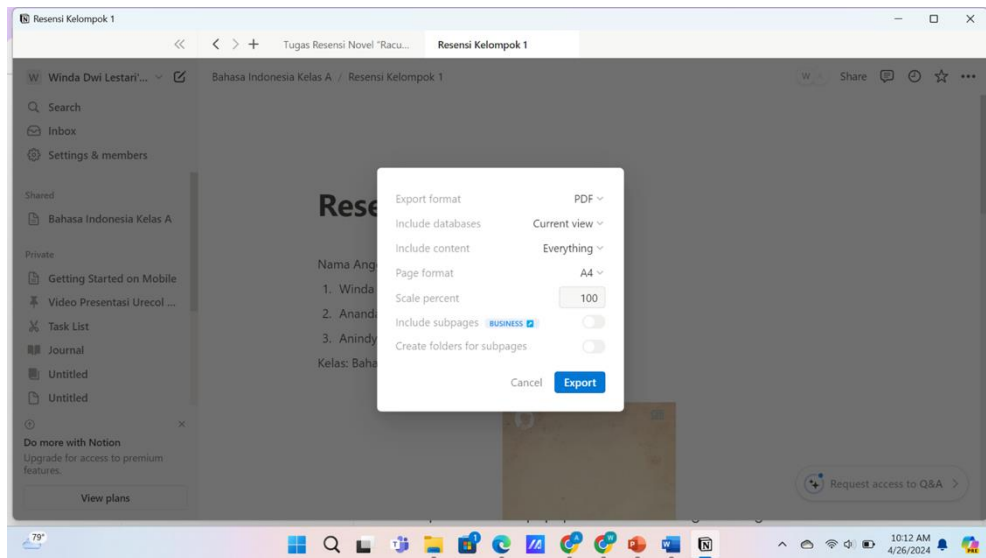 Resensi Kelompok 1
Tugas Resensi Novel "Racu...
Resensi Kelompok 1
W Winda Dwi Lestari'...
Bahasa Indonesia Kelas A / Resensi Kelompok 1
W
Share
Search
Inbox
Settings & members
Shared
Bahasa Indonesia Kelas A
Private
Getting Started on Mobile
Video Presentasi Urecol ...
Task List
Journal
Untitled
Untitled
Do more with Notion
Upgrade for access to premium
features.
View plans
Rese
Nama Ang
1. Winda
2. Ananda
3. Anindy
Kelas: Baha
Export format PDF
Include databases Current view
Include content Everything
Page format A4
Scale percent 100
Include subpages BUSINESS
Create folders for subpages
Cancel Export
Request access to Q&A
79°
10:12 AM
4/26/2024
PRE